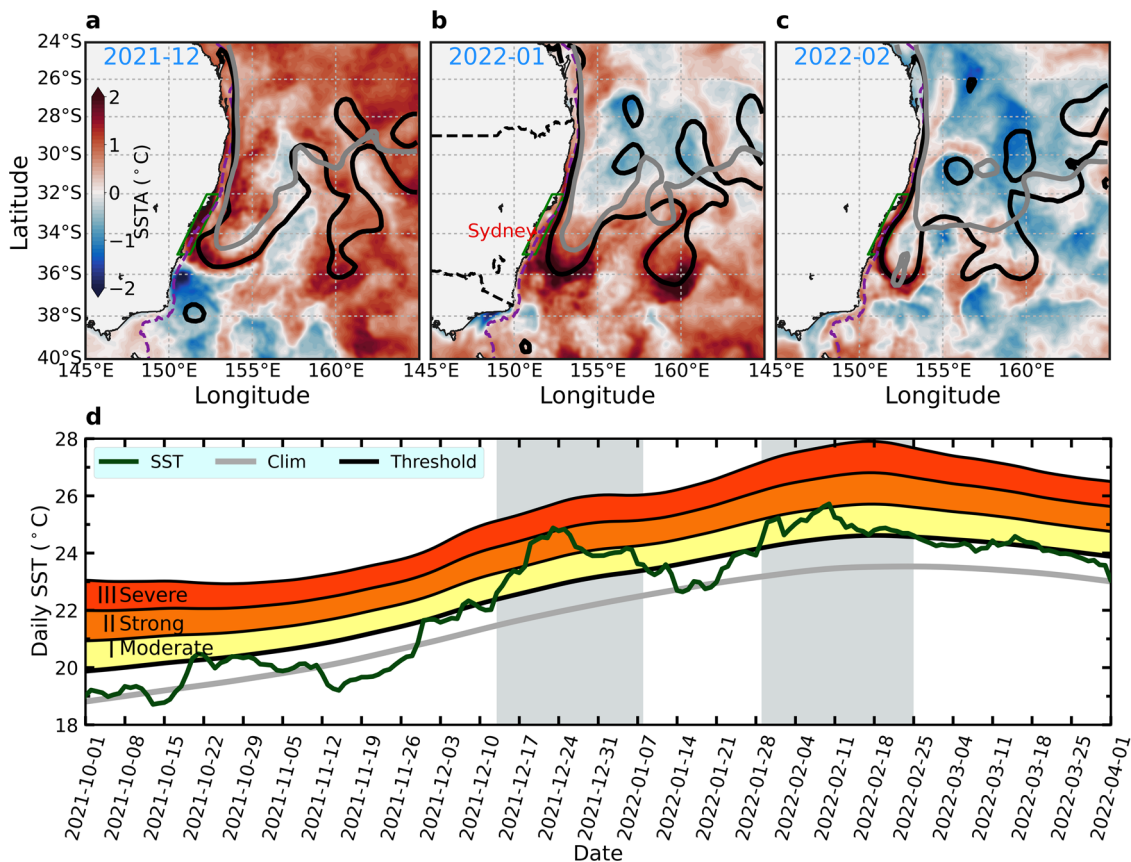 a
b
c
2021-12
2022-01
2022-02
24°S
26°S
28°S
30°S
32°S
34°S
36°S
38°S
40°S
Latitude
2
1
0
−1
−2
SSTA (°C)
Sydney
145°E 150°E 155°E 160°E
145°E 150°E 155°E 160°E
145°E 150°E 155°E 160°E
Longitude
Longitude
Longitude
d
SST Clim Threshold
28
26
24
22
20
18
Daily SST (°C)
III Severe
II Strong
I Moderate
2021-10-01
2021-10-08
2021-10-15
2021-10-22
2021-10-29
2021-11-05
2021-11-12
2021-11-19
2021-11-26
2021-12-03
2021-12-10
2021-12-17
2021-12-24
2021-12-31
2022-01-07
2022-01-14
2022-01-21
2022-01-28
2022-02-04
2022-02-11
2022-02-18
2022-02-25
2022-03-04
2022-03-11
2022-03-18
2022-03-25
2022-04-01
Date